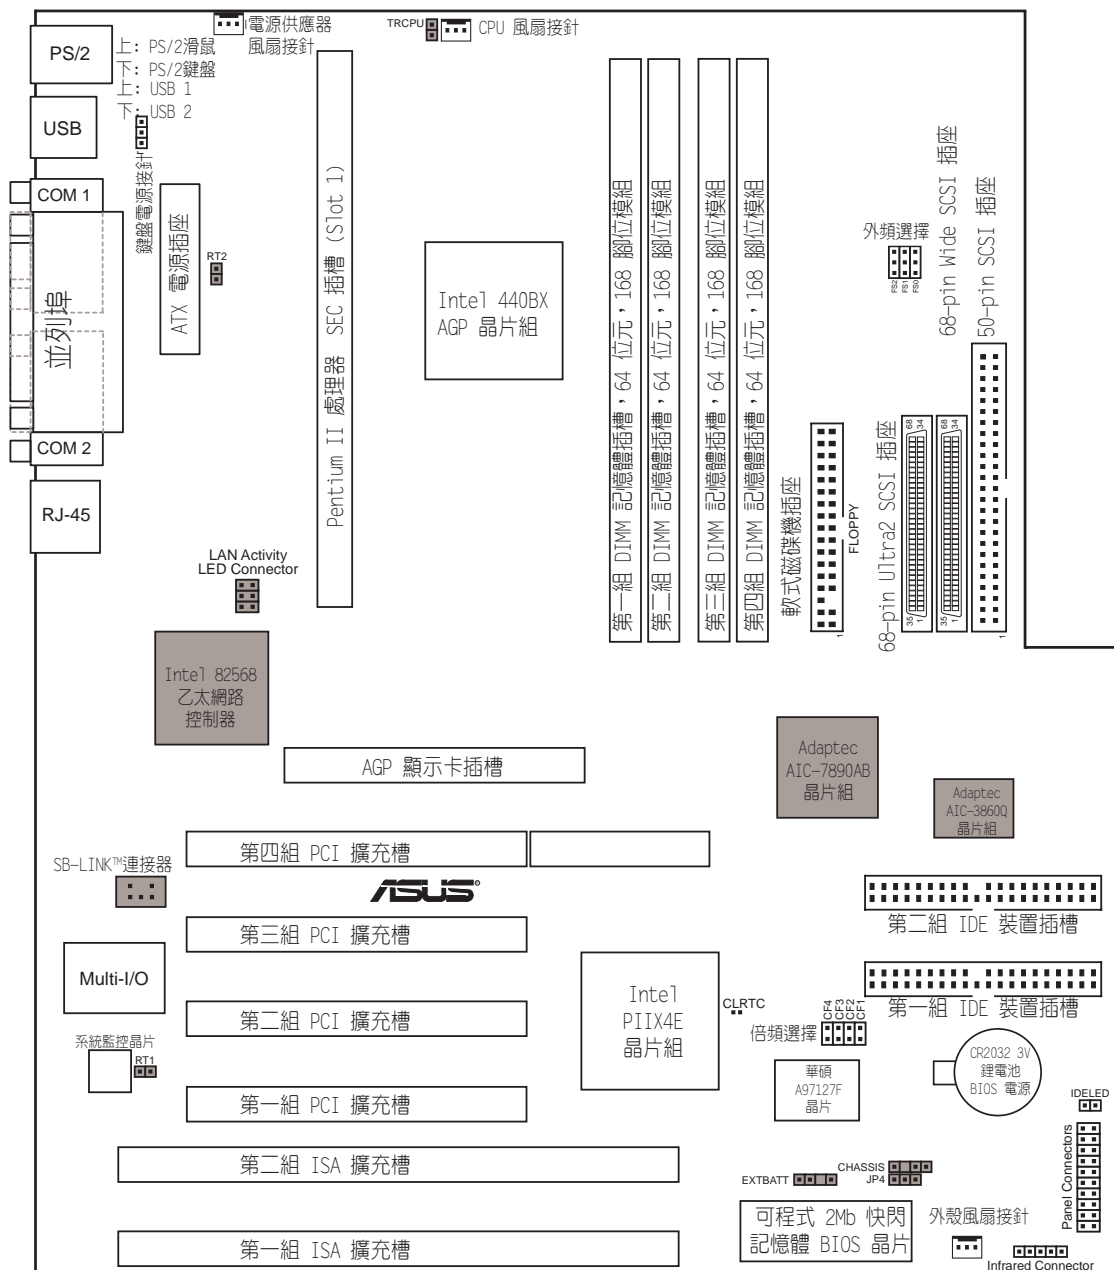 電源供應器
風扇接針
TRCPU
CPU 風扇接針
PS/2
上: PS/2滑鼠
下: PS/2鍵盤
上: USB 1
下: USB 2
USB
鍵盤電源接針
COM 1
ATX 電源插座
RT2
並列埠
COM 2
RJ-45
Pentium II 處理器 SEC 插槽 (Slot 1)
Intel 440BX
AGP 晶片組
第一組 DIMM 記憶體插槽，64 位元，168 腳位模組
第二組 DIMM 記憶體插槽，64 位元，168 腳位模組
第三組 DIMM 記憶體插槽，64 位元，168 腳位模組
第四組 DIMM 記憶體插槽，64 位元，168 腳位模組
外頻選擇
FS2
FS1
FS0
軟式磁碟機插座
FLOPPY
1
68-pin Ultra2 SCSI 插座
68 34
35 1
68-pin Wide SCSI 插座
68 34
35 1
50-pin SCSI 插座
1
LAN Activity
LED Connector
Intel 82568
乙太網路
控制器
AGP 顯示卡插槽
Adaptec
AIC-7890AB
晶片組
Adaptec
AIC-3860Q
晶片組
第四組 PCI 擴充槽
SB-LINK™連接器
ASUS®
第二組 IDE 裝置插槽
第三組 PCI 擴充槽
Multi-I/O
Intel
PIIX4E
晶片組
第一組 IDE 裝置插槽
CLRTC
CF4
CF3
CF2
CF1
倍頻選擇
第二組 PCI 擴充槽
系統監控晶片
RT1
華碩
A97127F
晶片
CR2032 3V
鋰電池
BIOS 電源
IDELED
第一組 PCI 擴充槽
Panel Connectors
第二組 ISA 擴充槽
CHASSIS
EXTBATT
JP4
可程式 2Mb 快閃
記憶體 BIOS 晶片
外殼風扇接針
第一組 ISA 擴充槽
Infrared Connector